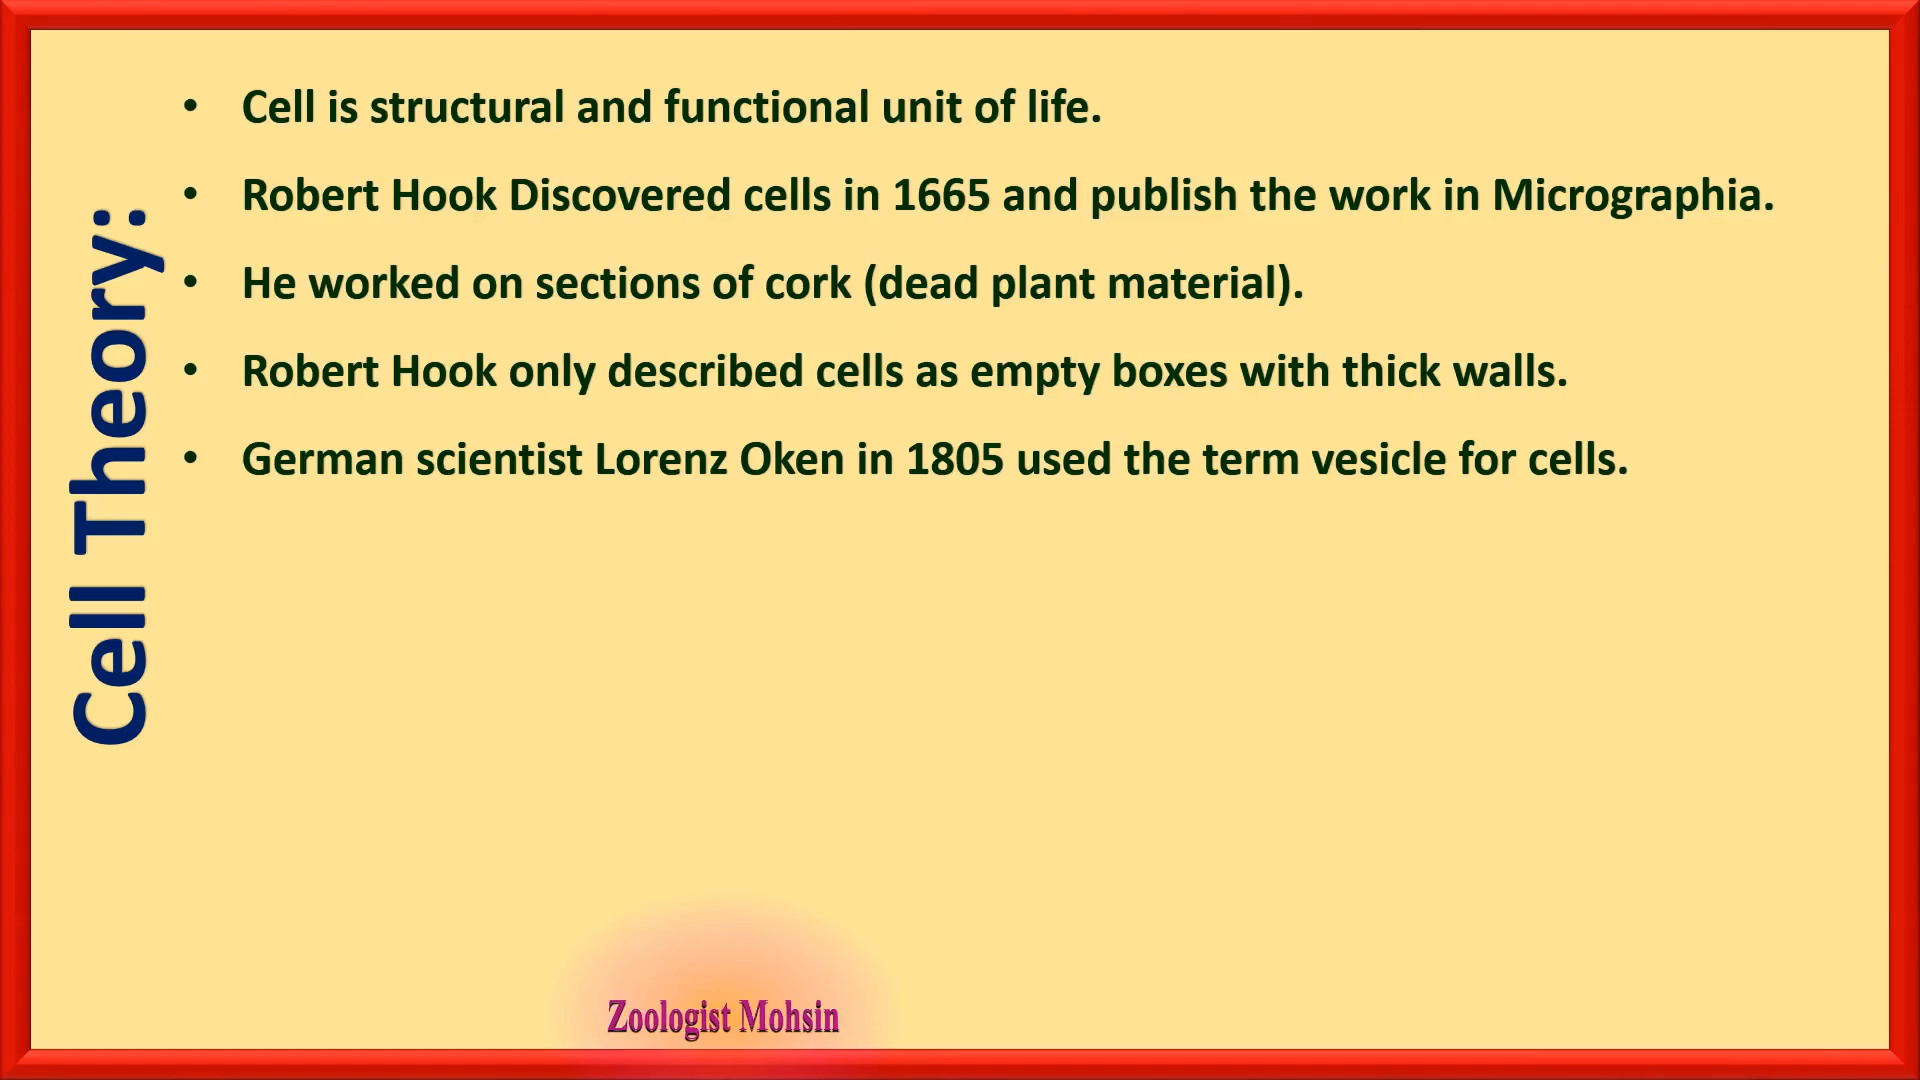 Cell Theory:
• Cell is structural and functional unit of life.
• Robert Hook Discovered cells in 1665 and publish the work in Micrographia.
• He worked on sections of cork (dead plant material).
• Robert Hook only described cells as empty boxes with thick walls.
• German scientist Lorenz Oken in 1805 used the term vesicle for cells.
Zoologist Mohsin